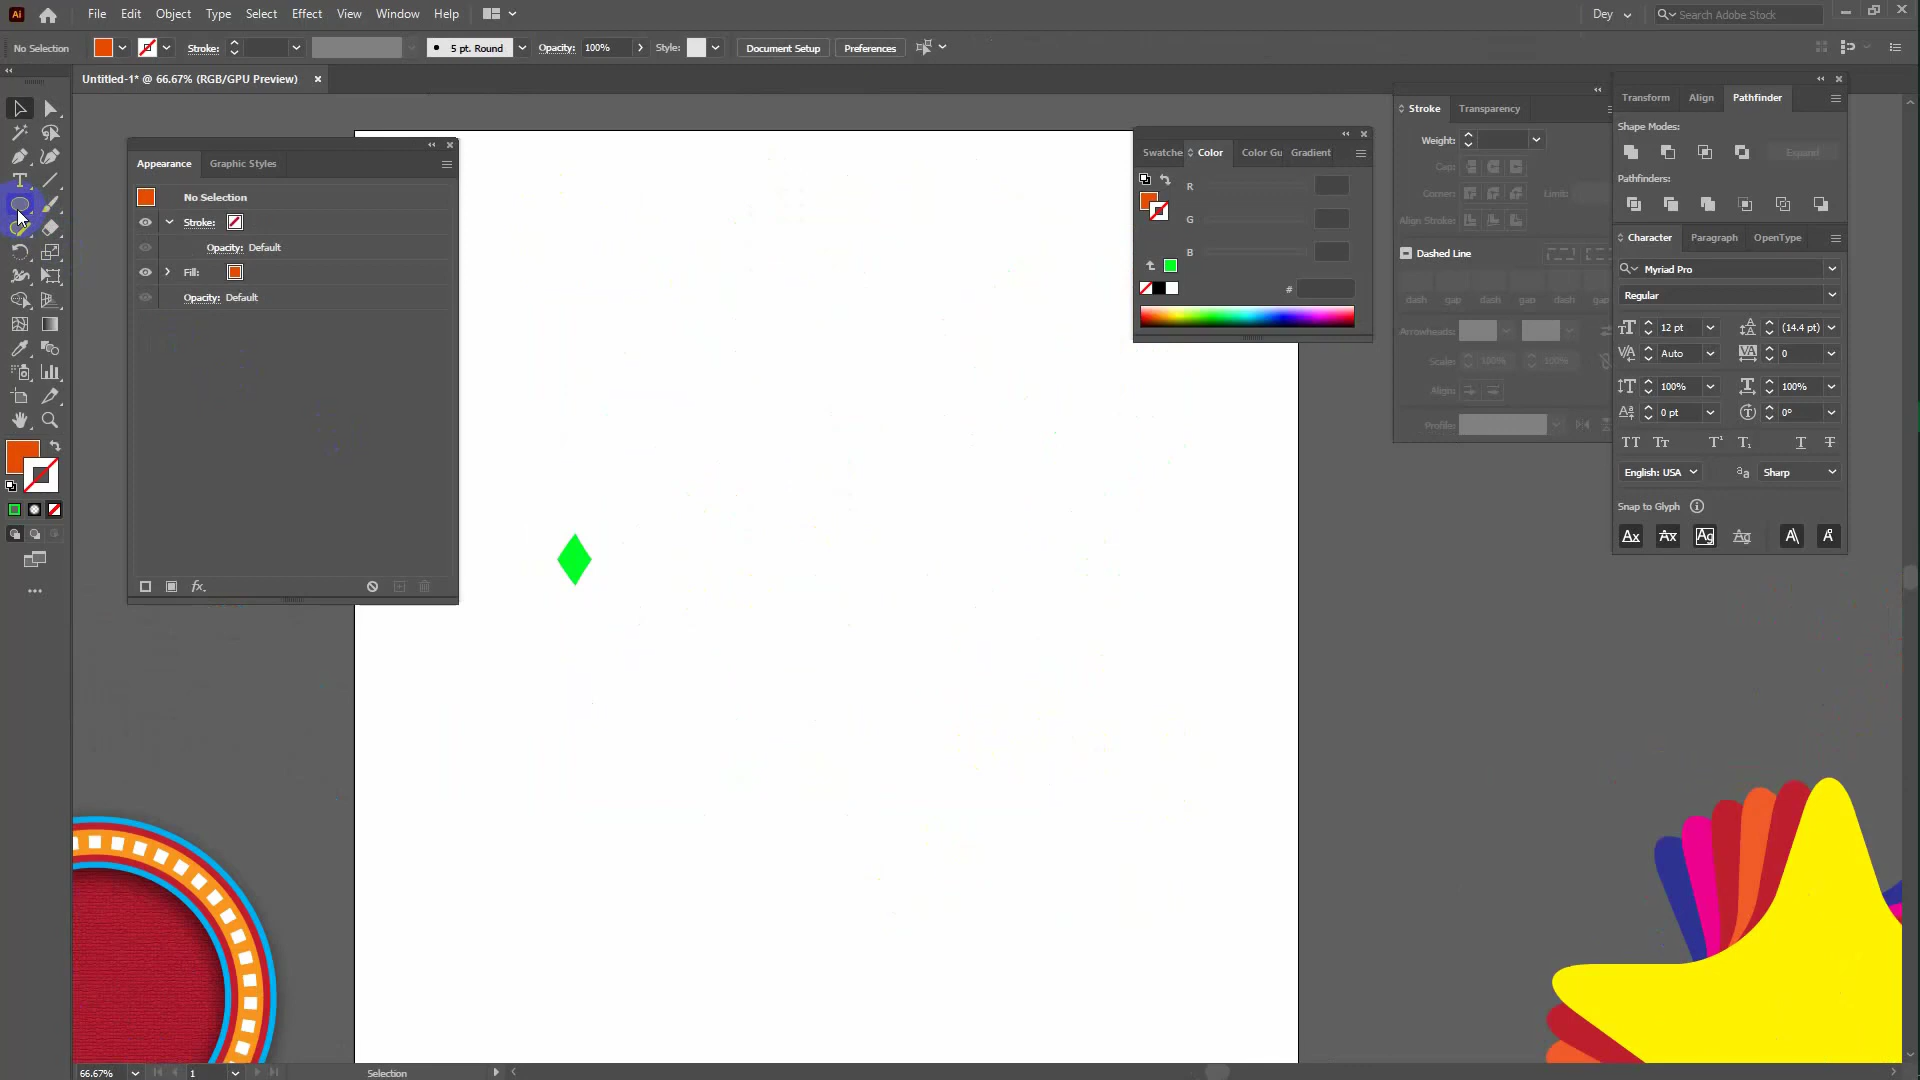 Ai File Edit Object Type Select Effect View Window Help Dey Search Adobe Stock
No Selection Stroke: 5 pt. Round Opacity: 100% Style: Document Setup Preferences
Untitled-1* @ 66.67% (RGB/GPU Preview)
Appearance Graphic Styles
No Selection
Stroke:
Opacity: Default
Fill:
Opacity: Default
fx.
Swatche Color Color Gu Gradient
R
G
B
#
Stroke Transparency
Weight:
Cap:
Corner: Limit:
Align Stroke:
Dashed Line
dash gap dash gap dash gap
Arrowheads:
Scale: 100% 100%
Align:
Profile:
Transform Align Pathfinder
Shape Modes:
Expand
Pathfinders:
Character Paragraph OpenType
Myriad Pro
Regular
12 pt (14.4 pt)
Auto 0
100% 100%
0 pt 0°
English: USA Sharp
Snap to Glyph
66.67% 1 Selection